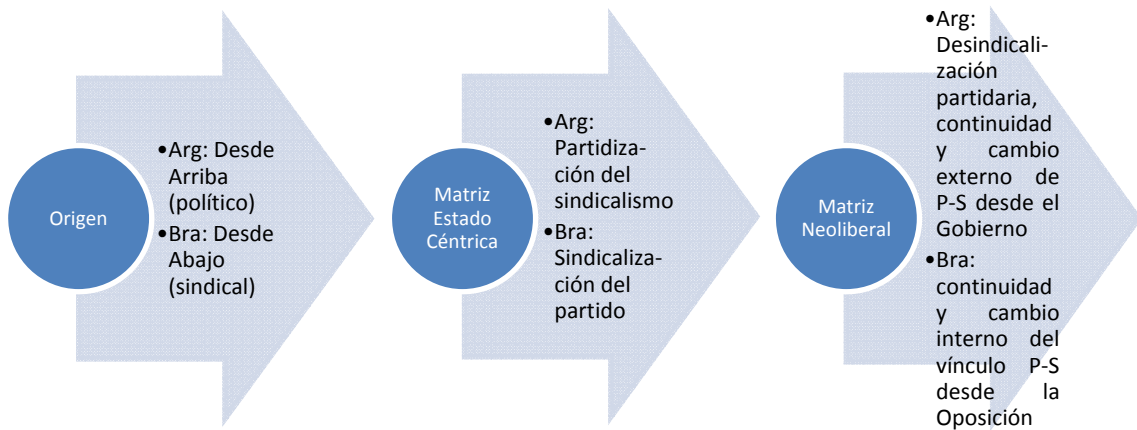 Origen
•Arg: Desde
Arriba
(político)
•Bra: Desde
Abajo
(sindical)
Matriz
Estado
Céntrica
•Arg:
Partidiza-
ción del
sindicalismo
•Bra:
Sindicaliza-
ción del
partido
Matriz
Neoliberal
•Arg:
Desindicali-
zación
partidaria,
continuidad
y cambio
externo de
P-S desde el
Gobierno
•Bra:
continuidad
y cambio
interno del
vínculo P-S
desde la
Oposición